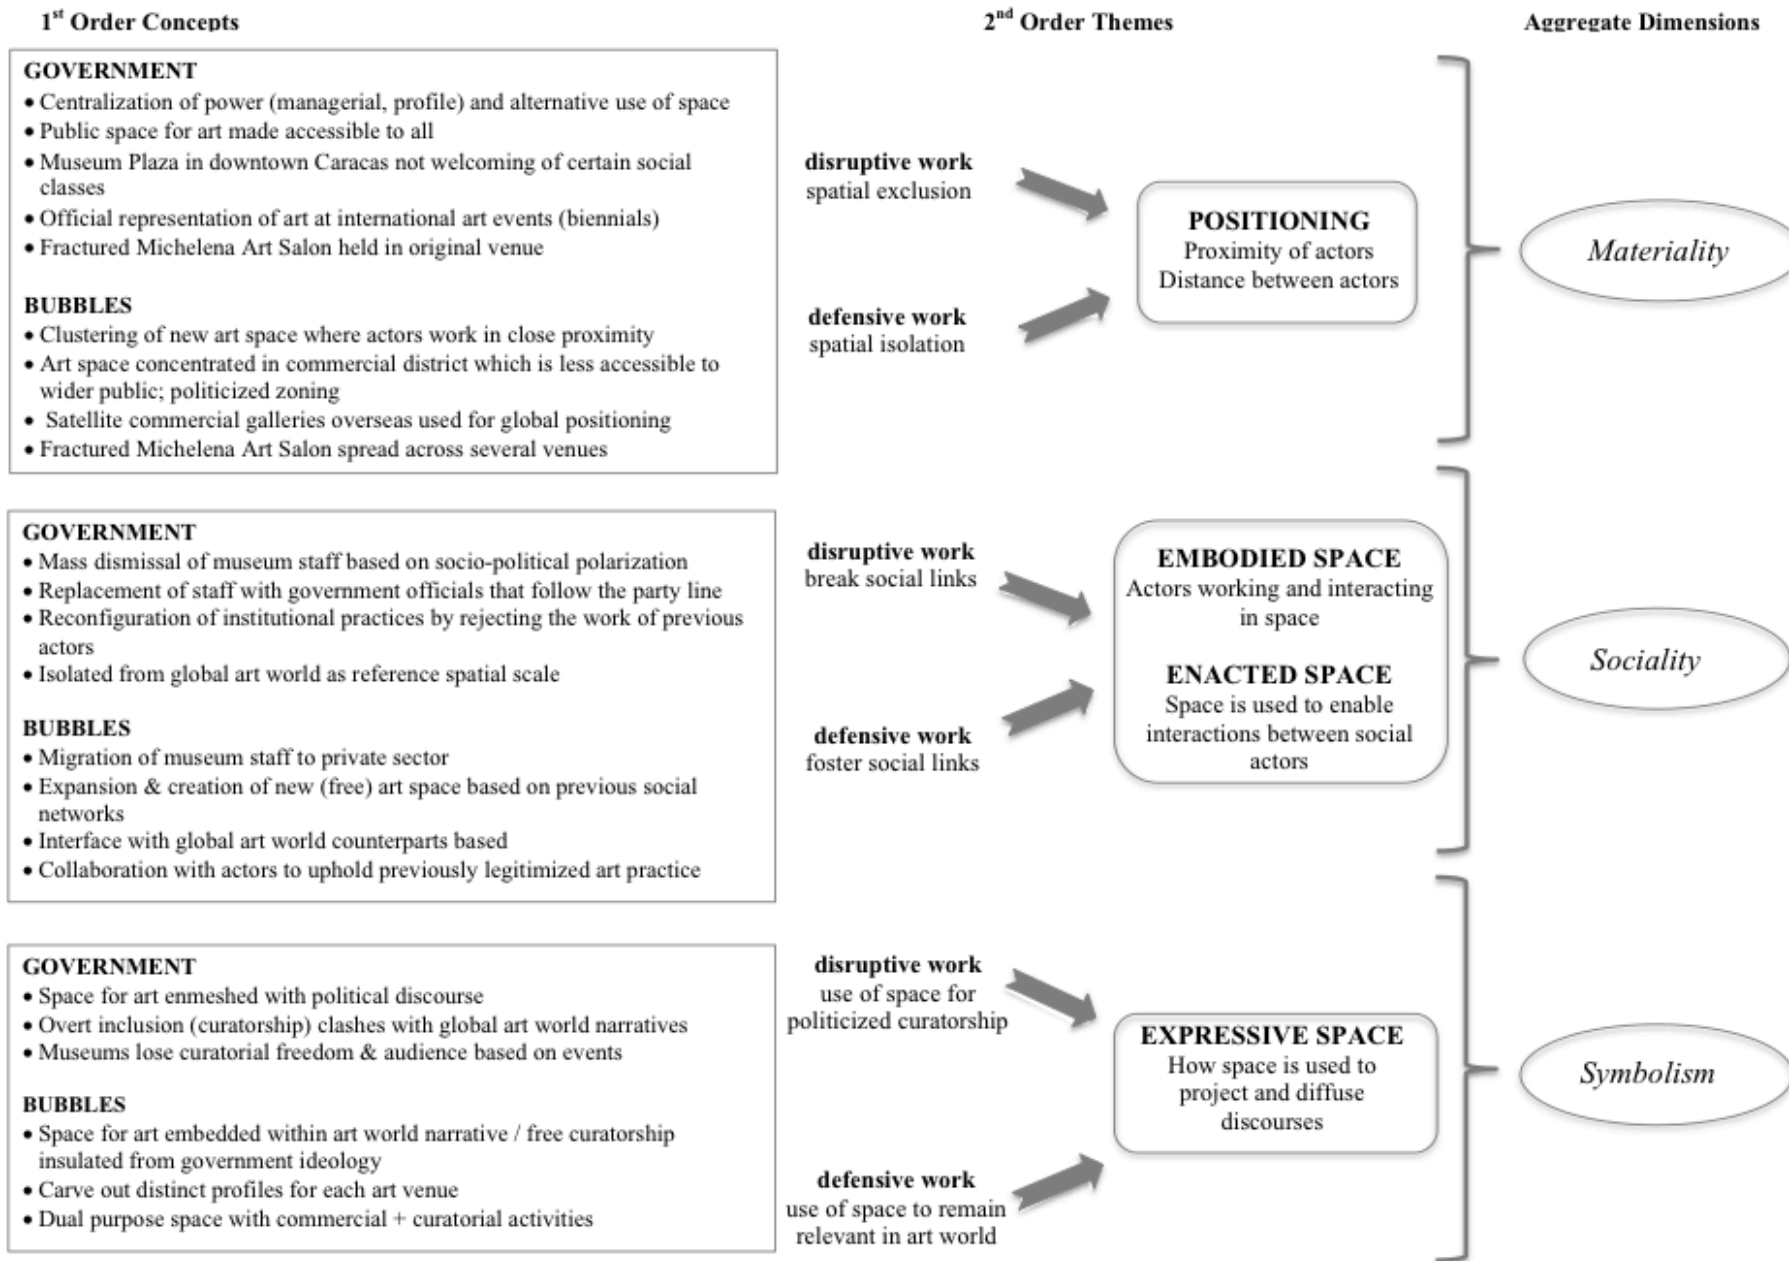 1st Order Concepts
2nd Order Themes
Aggregate Dimensions
GOVERNMENT
• Centralization of power (managerial, profile) and alternative use of space
• Public space for art made accessible to all
• Museum Plaza in downtown Caracas not welcoming of certain social
classes
• Official representation of art at international art events (biennials)
• Fractured Michelena Art Salon held in original venue
BUBBLES
• Clustering of new art space where actors work in close proximity
• Art space concentrated in commercial district which is less accessible to
wider public; politicized zoning
• Satellite commercial galleries overseas used for global positioning
• Fractured Michelena Art Salon spread across several venues
disruptive work
spatial exclusion
defensive work
spatial isolation
POSITIONING
Proximity of actors
Distance between actors
Materiality
GOVERNMENT
• Mass dismissal of museum staff based on socio-political polarization
• Replacement of staff with government officials that follow the party line
• Reconfiguration of institutional practices by rejecting the work of previous
actors
• Isolated from global art world as reference spatial scale
BUBBLES
• Migration of museum staff to private sector
• Expansion & creation of new (free) art space based on previous social
networks
• Interface with global art world counterparts based
• Collaboration with actors to uphold previously legitimized art practice
disruptive work
break social links
defensive work
foster social links
EMBODIED SPACE
Actors working and interacting
in space
ENACTED SPACE
Space is used to enable
interactions between social
actors
Sociality
GOVERNMENT
• Space for art enmeshed with political discourse
• Overt inclusion (curatorship) clashes with global art world narratives
• Museums lose curatorial freedom & audience based on events
BUBBLES
• Space for art embedded within art world narrative / free curatorship
insulated from government ideology
• Carve out distinct profiles for each art venue
• Dual purpose space with commercial + curatorial activities
disruptive work
use of space for
politicized curatorship
defensive work
use of space to remain
relevant in art world
EXPRESSIVE SPACE
How space is used to
project and diffuse
discourses
Symbolism